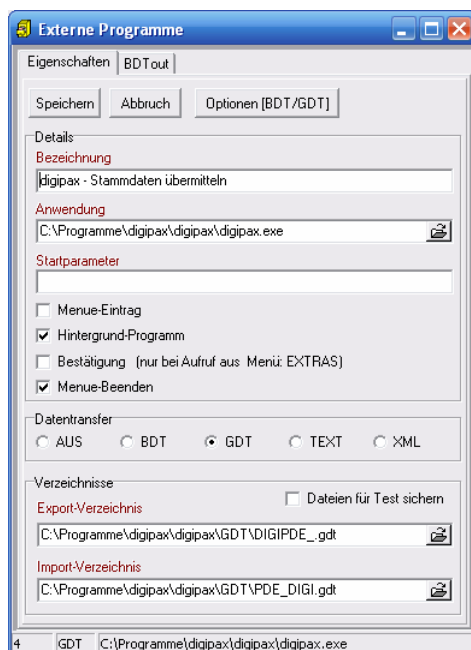 Externe Programme
Eigenschaften BDTout
Speichern Abbruch Optionen [BDT/GDT]
Details
Bezeichnung
digipax - Stammdaten übermitteln
Anwendung
C:\Programme\digipax\digipax\digipax.exe
Startparameter
Menue-Eintrag
Hintergrund-Programm
Bestätigung (nur bei Aufruf aus Menü: EXTRAS)
Menue-Beenden
Datentransfer
AUS BDT GDT TEXT XML
Verzeichnisse
Dateien für Test sichern
Export-Verzeichnis
C:\Programme\digipax\digipax\GDT\DIGIPDE_.gdt
Import-Verzeichnis
C:\Programme\digipax\digipax\GDT\PDE_DIGI.gdt
4 GDT C:\Programme\digipax\digipax\digipax.exe